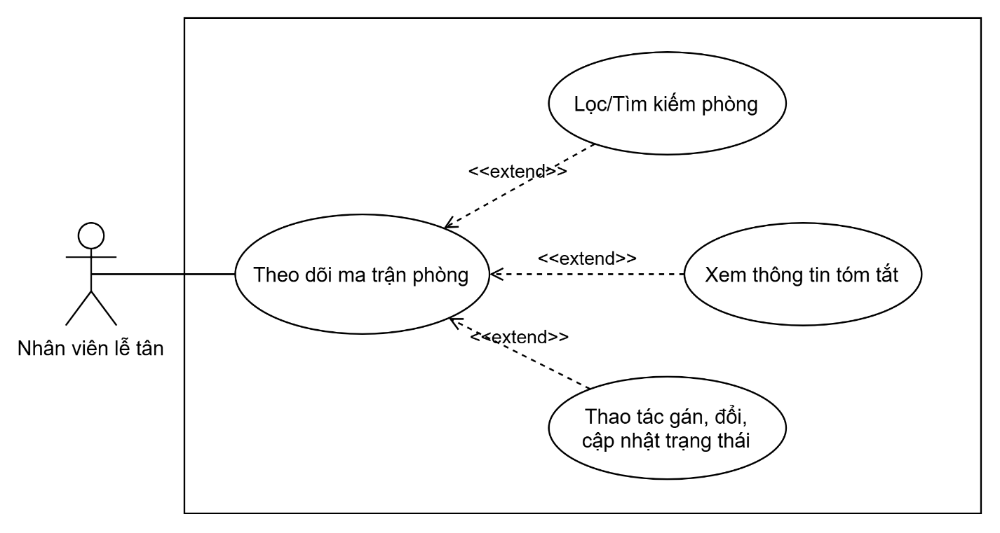 Lọc/Tìm kiếm phòng
<<extend>>
Theo dõi ma trận phòng
<<extend>>
Xem thông tin tóm tắt
<<extend>>
Nhân viên lễ tân
Thao tác gán, đổi,
cập nhật trạng thái